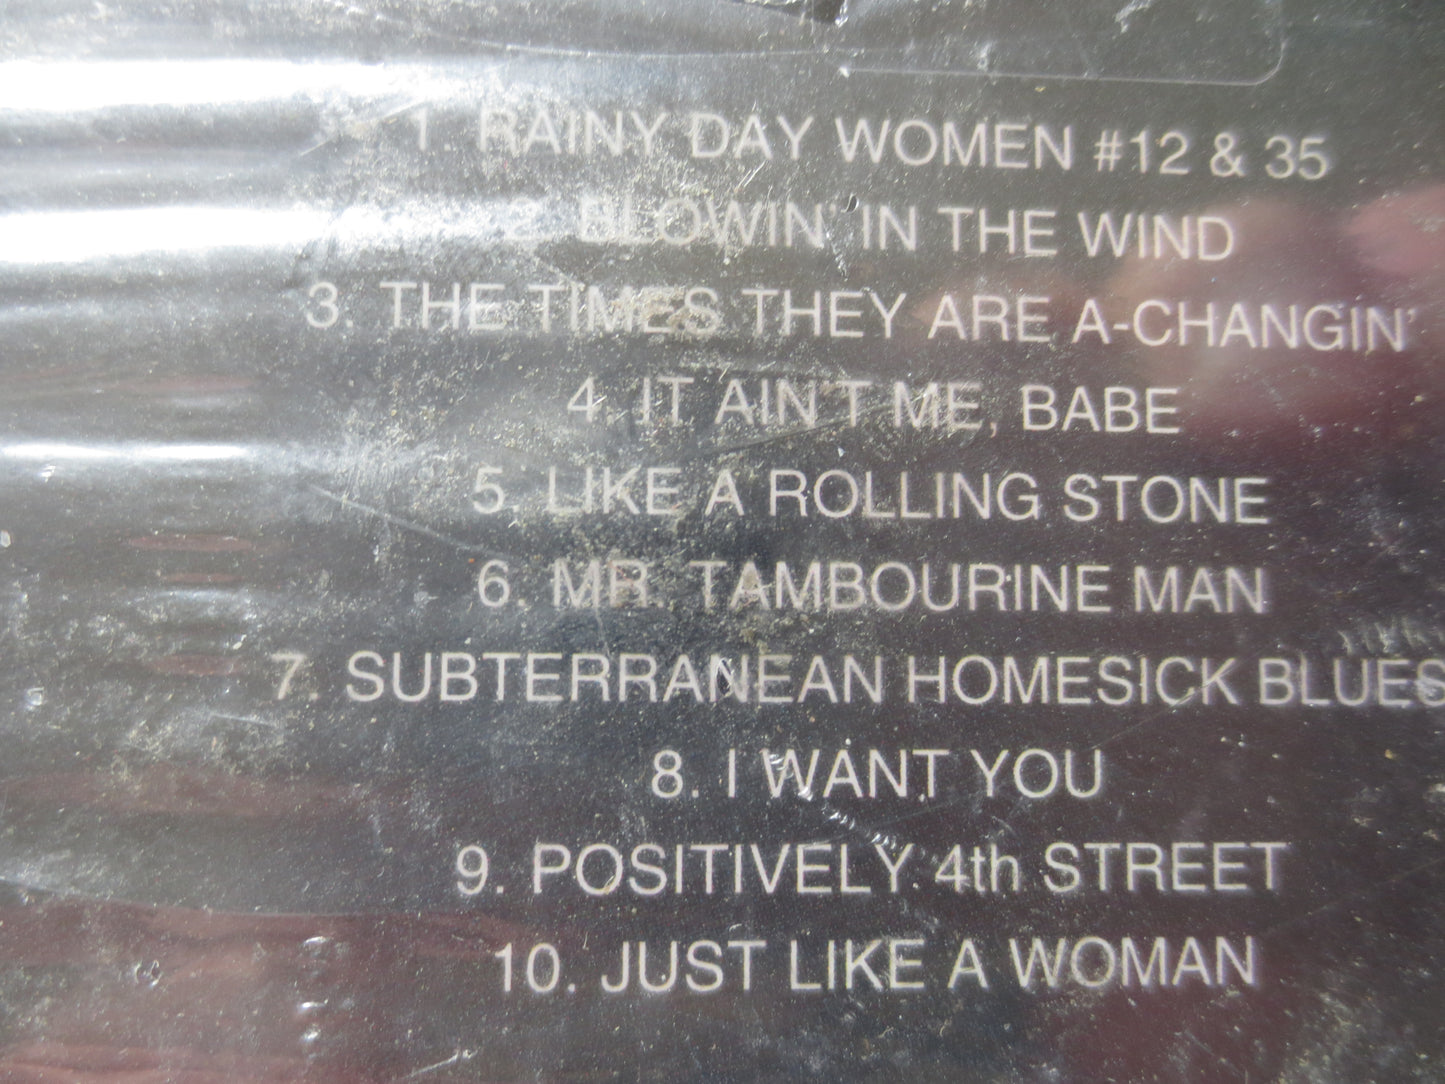 1. RAINY DAY WOMEN #12 & 35
2. BLOWIN' IN THE WIND
3. THE TIMES THEY ARE A-CHANGIN'
4. IT AIN'T ME, BABE
5. LIKE A ROLLING STONE
6. MR. TAMBOURINE MAN
7. SUBTERRANEAN HOMESICK BLUES
8. I WANT YOU
9. POSITIVELY 4th STREET
10. JUST LIKE A WOMAN